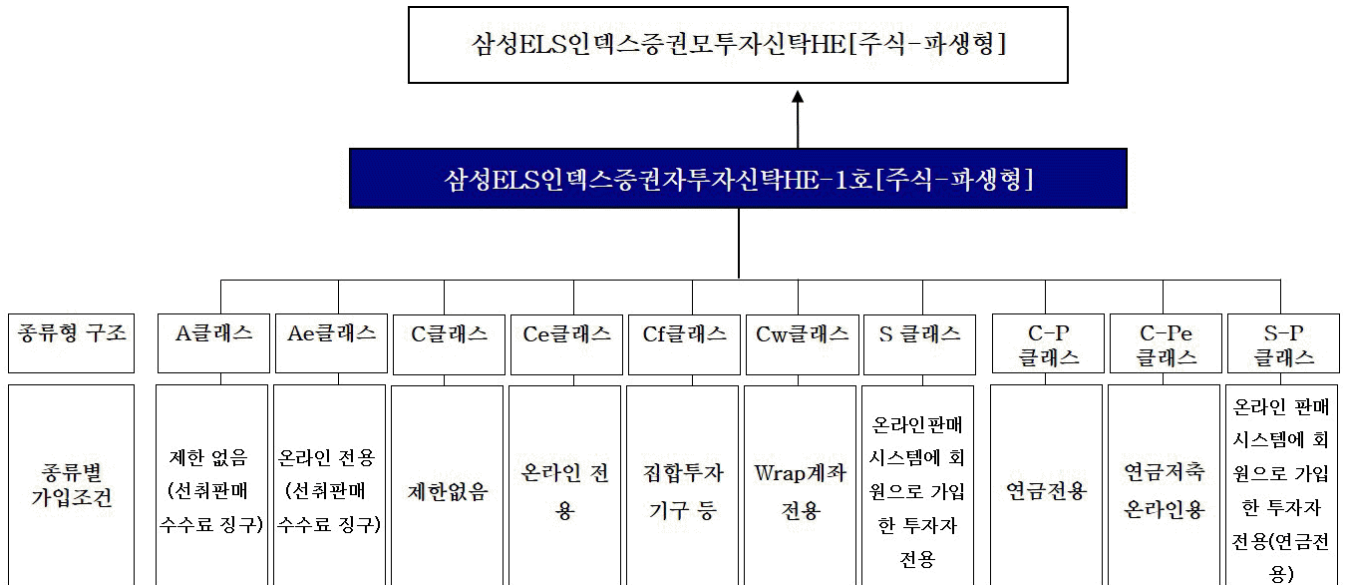 삼성ELS인덱스증권모투자신탁HE[주식-파생형]
삼성ELS인덱스증권자투자신탁HE-1호[주식-파생형]
종류형 구조
A클래스
Ae클래스
C클래스
Ce클래스
Cf클래스
Cw클래스
S 클래스
C-P
클래스
C-Pe
클래스
S-P
클래스
종류별
가입조건
제한 없음
(선취판매
수수료 징구)
온라인 전용
(선취판매
수수료 징구)
제한없음
온라인 전
용
집합투자
기구 등
Wrap계좌
전용
온라인판매
시스템에 회
원으로 가입
한 투자자
전용
연금전용
연금저축
온라인용
온라인 판매
시스템에 회
원으로 가입
한 투자자
전용(연금전
용)